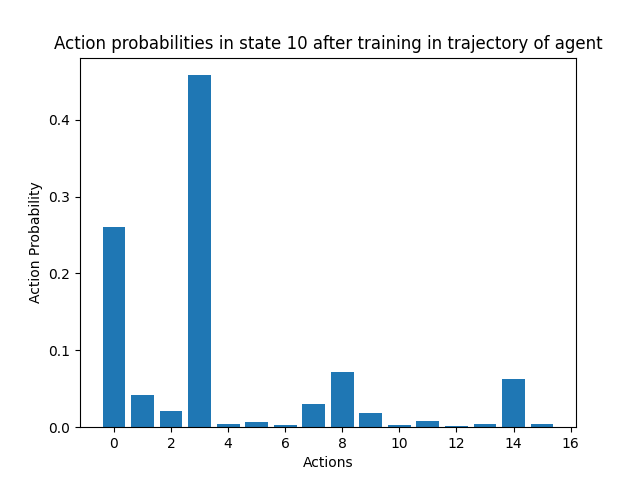 Action probabilities in state 10 after training in trajectory of agent
Action Probability
0.4
0.3
0.2
0.1
0.0
0 2 4 6 8 10 12 14 16
Actions